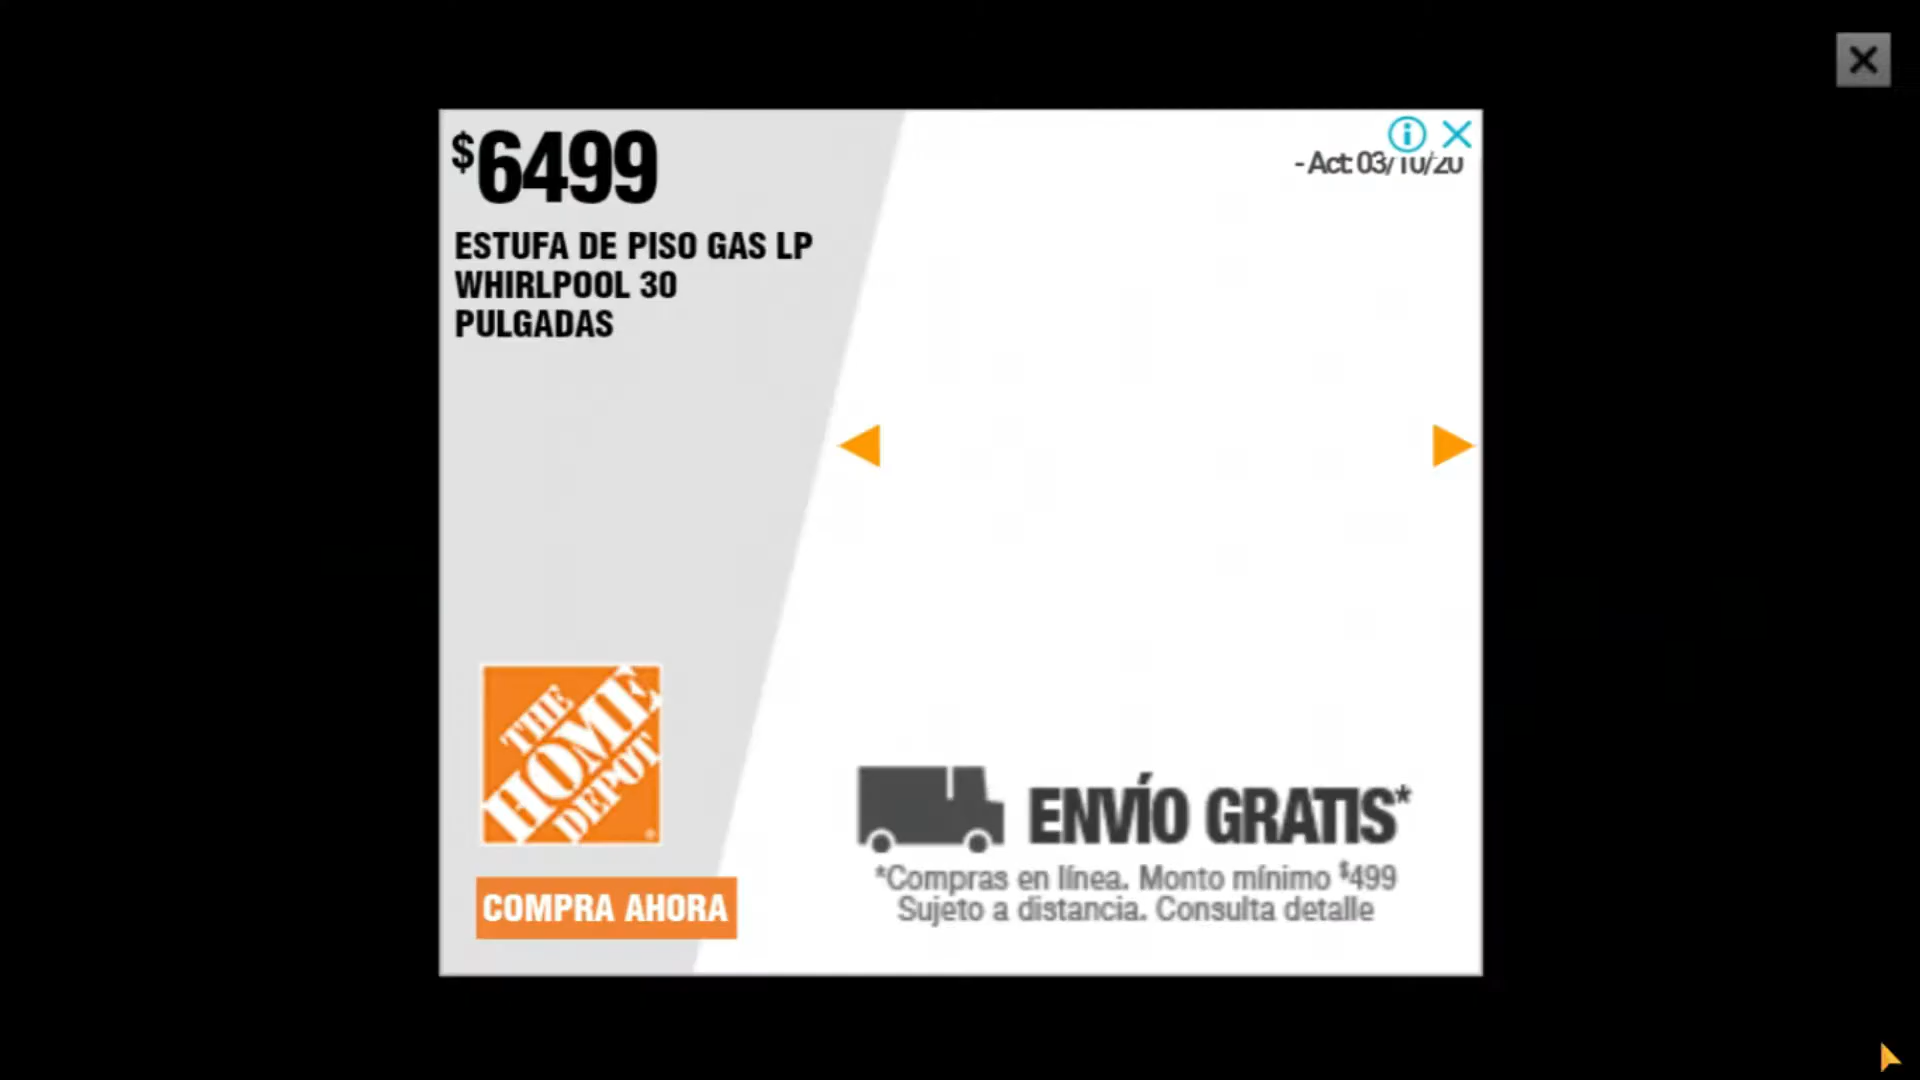 $6499
- Act: 03/10/20
ESTUFA DE PISO GAS LP
WHIRLPOOL 30
PULGADAS
THE
HOME
DEPOT
ENVÍO GRATIS*
*Compras en línea. Monto mínimo $499
Sujeto a distancia. Consulta detalle
COMPRA AHORA